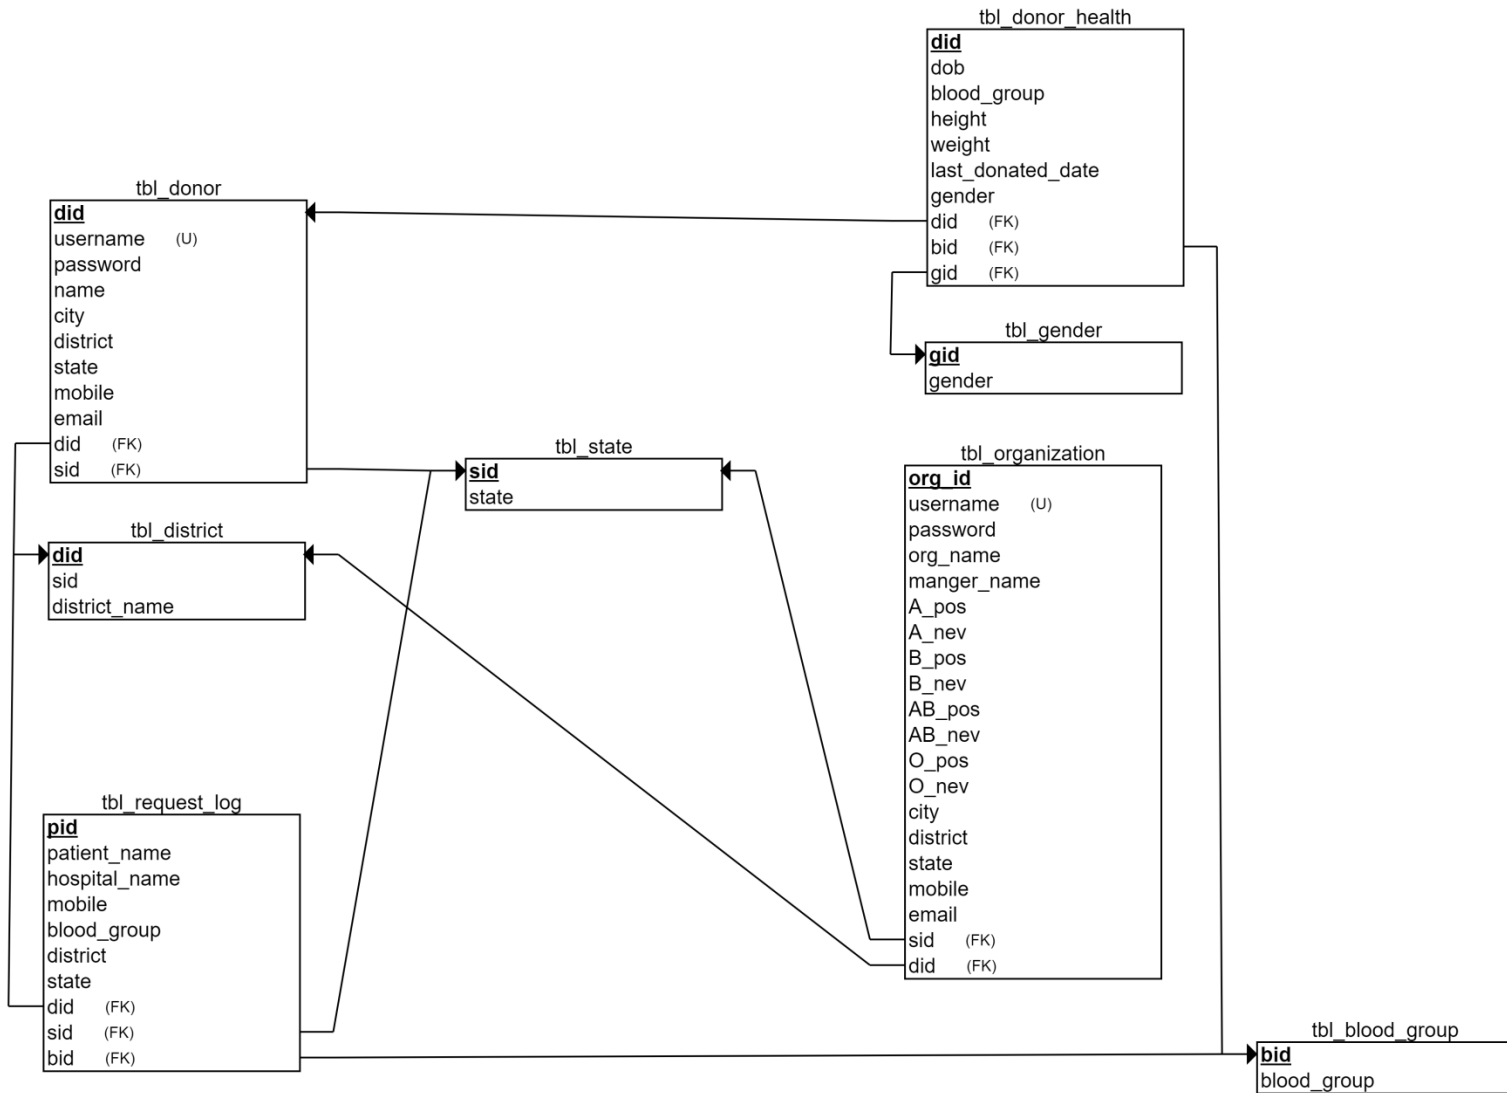 tbl_donor_health
did
dob
blood_group
height
weight
last_donated_date
gender
did (FK)
bid (FK)
gid (FK)
tbl_donor
did
username (U)
password
name
city
district
state
mobile
email
did (FK)
sid (FK)
tbl_gender
gid
gender
tbl_state
sid
state
tbl_organization
org_id
username (U)
password
org_name
manger_name
A_pos
A_nev
B_pos
B_nev
AB_pos
AB_nev
O_pos
O_nev
city
district
state
mobile
email
sid (FK)
did (FK)
tbl_district
did
sid
district_name
tbl_request_log
pid
patient_name
hospital_name
mobile
blood_group
district
state
did (FK)
sid (FK)
bid (FK)
tbl_blood_group
bid
blood_group